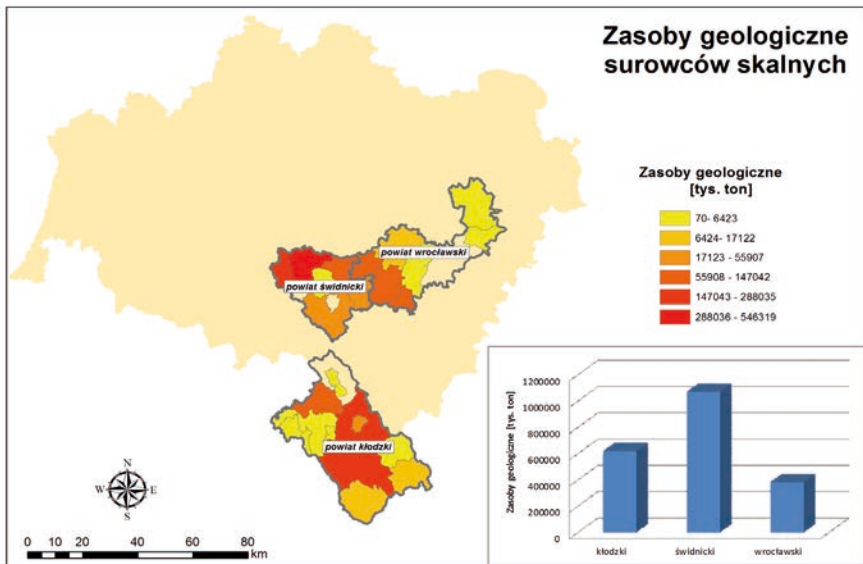 Zasoby geologiczne
surowców skalnych
Zasoby geologiczne
[tys. ton]
70- 6423
6424- 17122
17123 - 55907
55908 - 147042
147043 - 288035
288036 - 546319
powiat wrocławski
powiat świdnicki
powiat kłodzki
N
W E
S
0 10 20 40 60 80
km
Zasoby geologiczne [tys. ton]
1200000
1000000
800000
600000
400000
200000
0
kłodzki świdnicki wrocławski